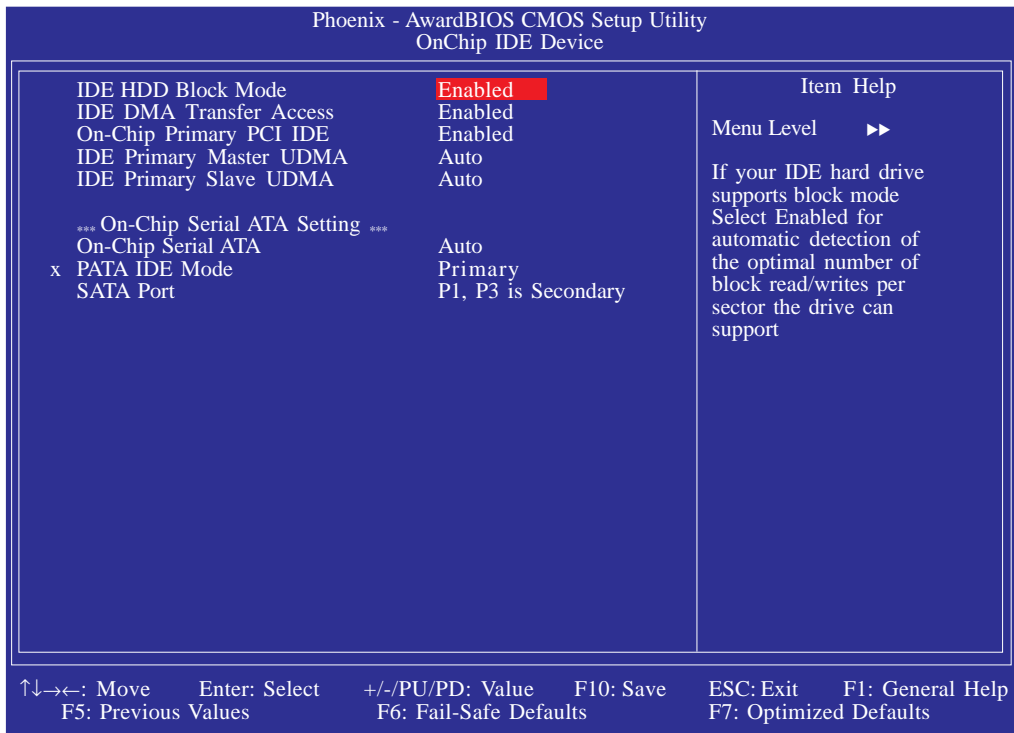 Phoenix - AwardBIOS CMOS Setup Utility
OnChip IDE Device
IDE HDD Block Mode Enabled
IDE DMA Transfer Access Enabled
On-Chip Primary PCI IDE Enabled
IDE Primary Master UDMA Auto
IDE Primary Slave UDMA Auto
*** On-Chip Serial ATA Setting ***
On-Chip Serial ATA Auto
x PATA IDE Mode Primary
SATA Port P1, P3 is Secondary
Item Help
Menu Level ▶▶
If your IDE hard drive
supports block mode
Select Enabled for
automatic detection of
the optimal number of
block read/writes per
sector the drive can
support
↑↓→←: Move Enter: Select +/-/PU/PD: Value F10: Save ESC: Exit F1: General Help
F5: Previous Values F6: Fail-Safe Defaults F7: Optimized Defaults